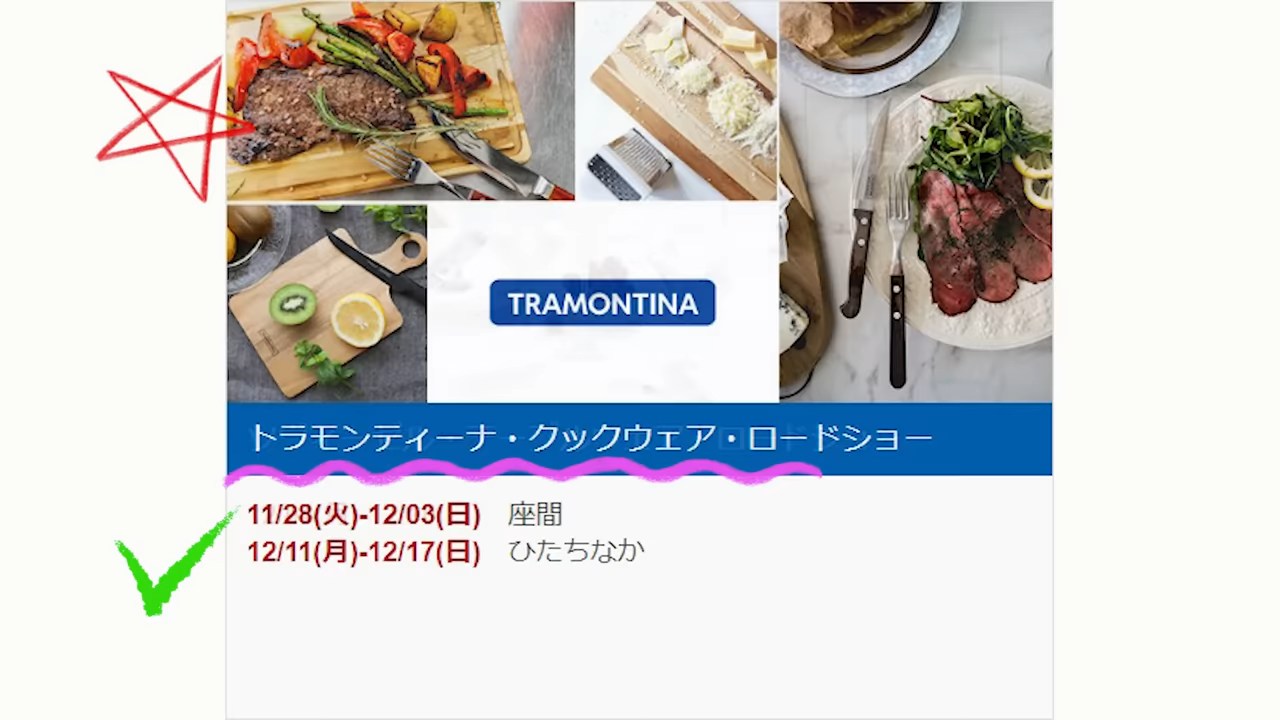 TRAMONTINA
トラモンティーナ・クックウェア・ロードショー
11/28(火)-12/03(日) 座間
12/11(月)-12/17(日) ひたちなか